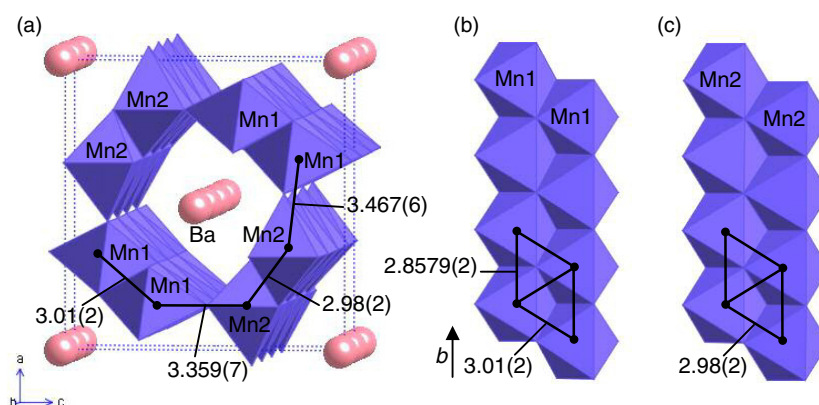 (a)
Mn2
Mn1
Mn2
Mn1
3.467(6)
Ba
Mn2
Mn1
Mn1
3.01(2)
Mn2
2.98(2)
3.359(7)
a
b
c
(b)
Mn1
Mn1
2.8579(2)
b
3.01(2)
(c)
Mn2
Mn2
2.98(2)